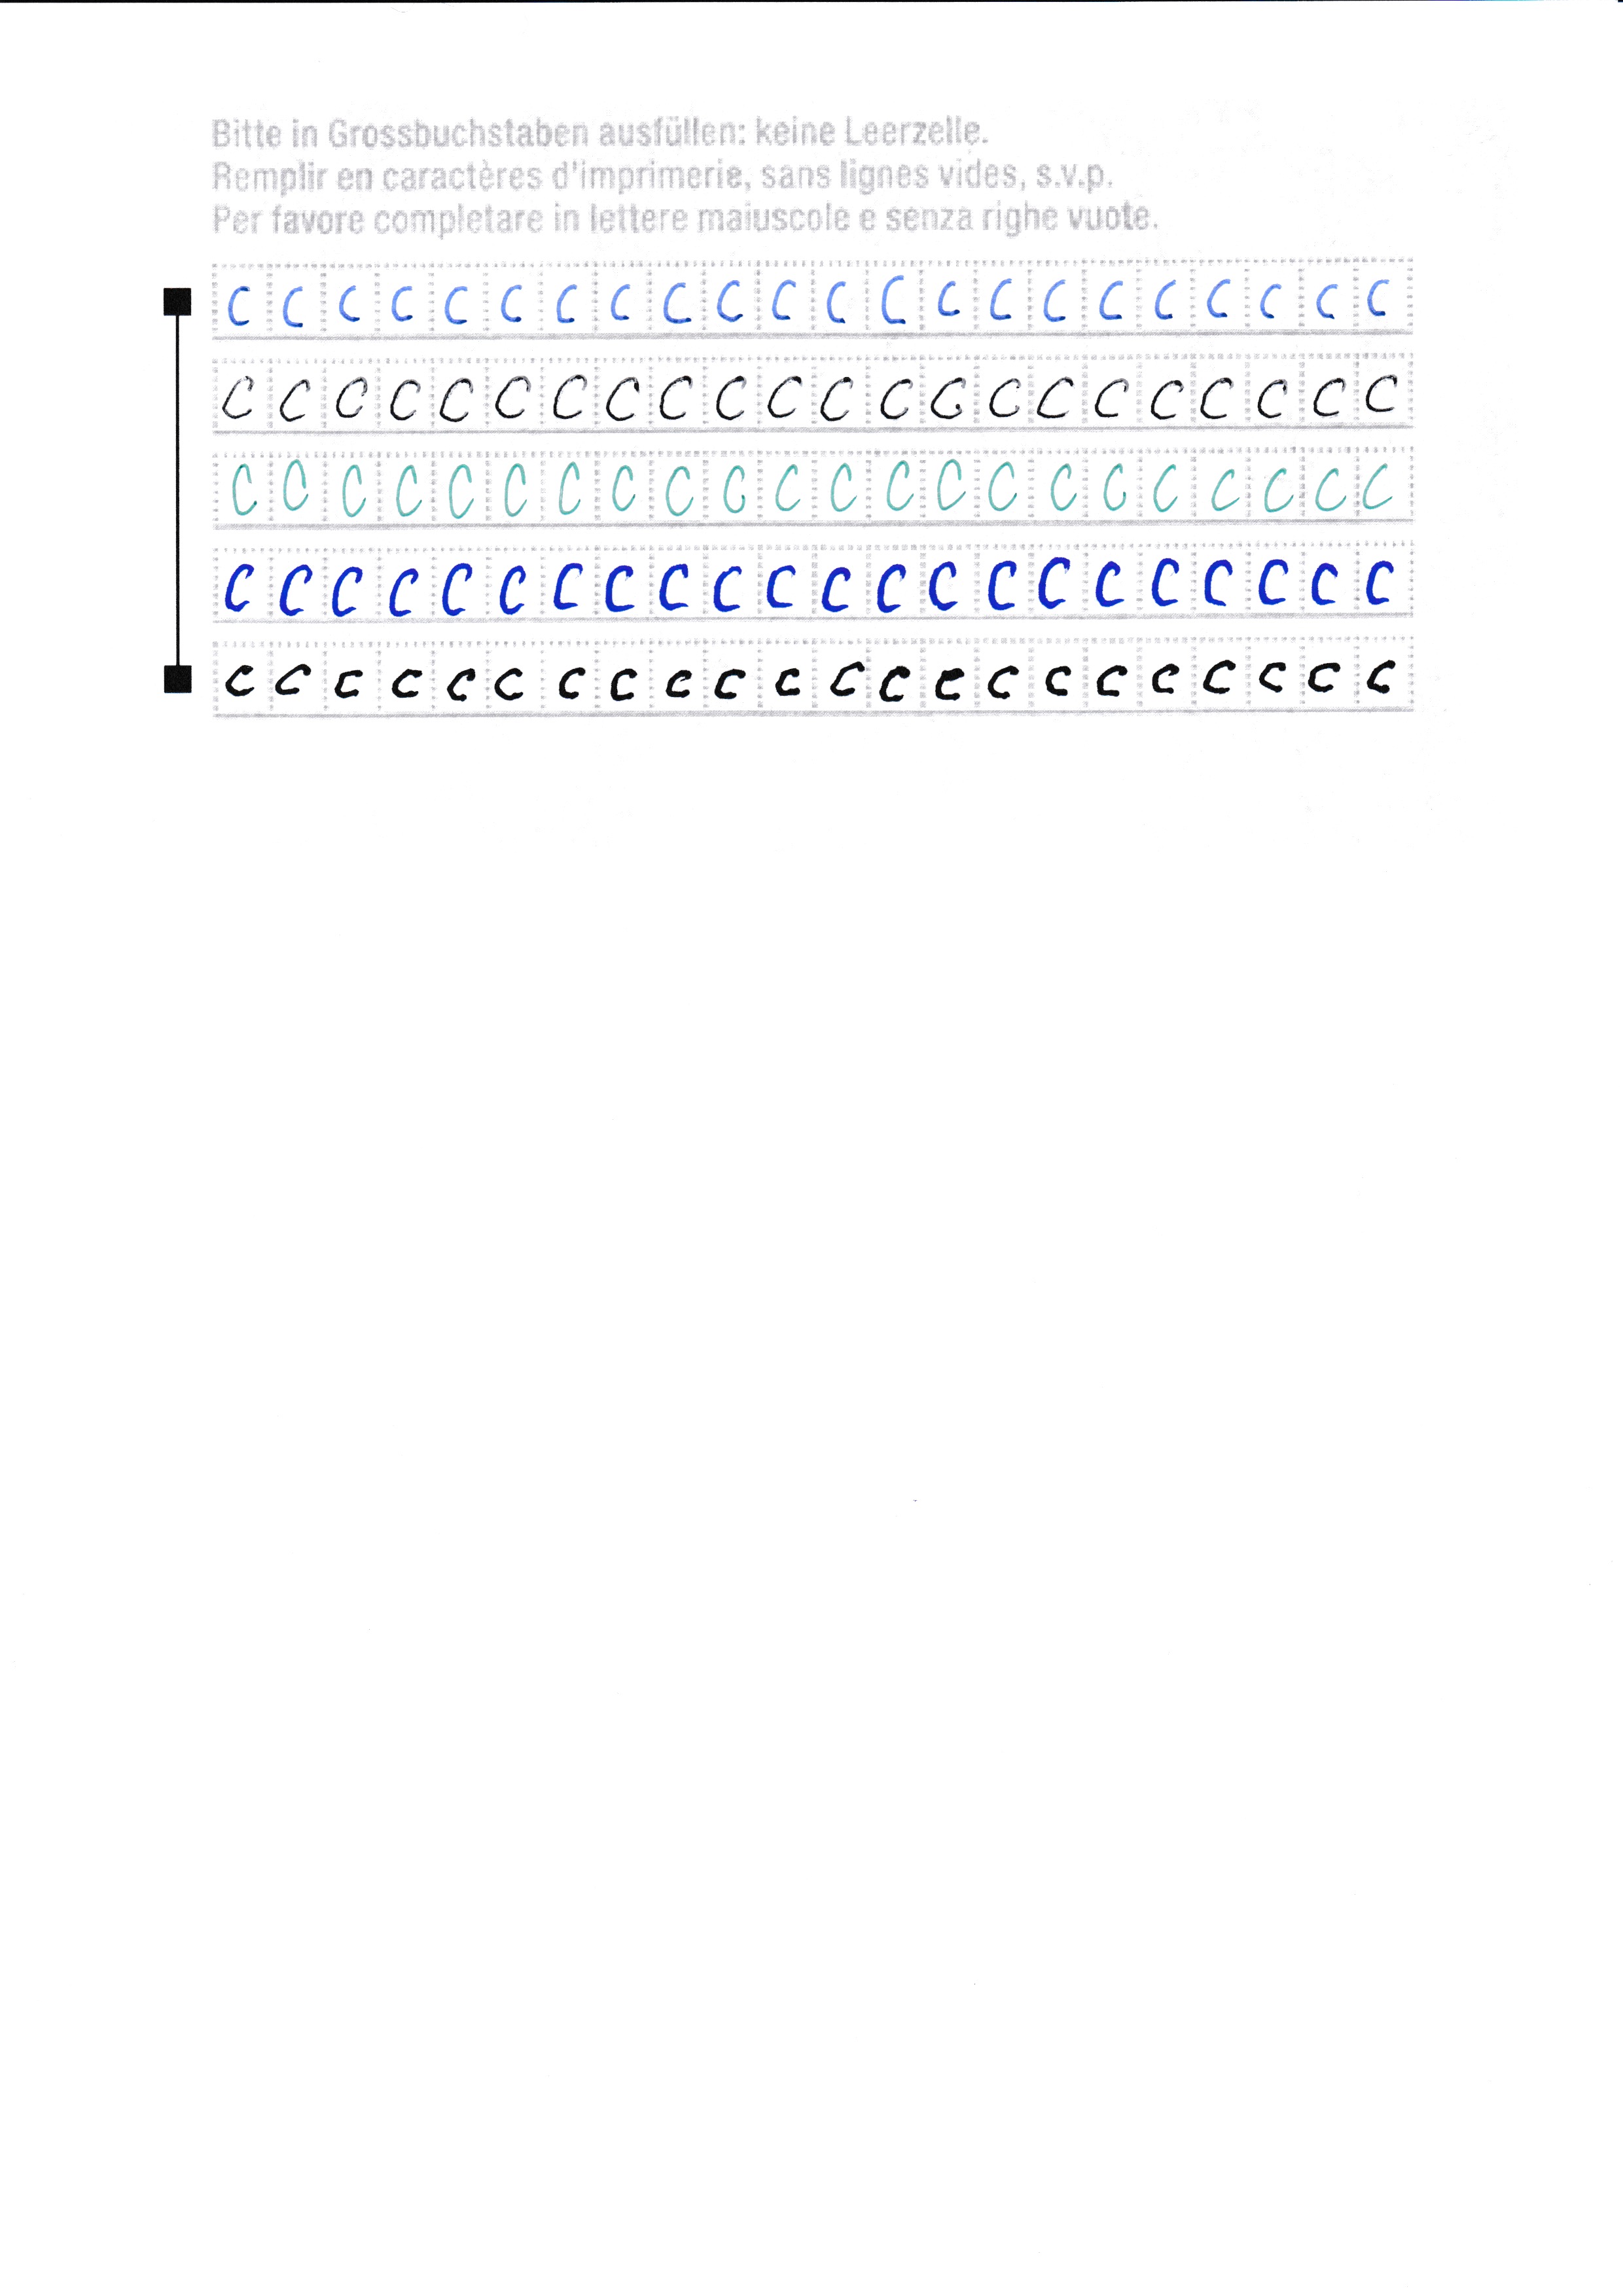 Bitte in Grossbuchstaben ausfüllen: keine Leerzelle.
Remplir en caractères d'imprimerie, sans lignes vides, s.v.p.
Per favore completare in lettere maiuscole e senza righe vuote.
C C C C C C C C C C C C C C C C C C C C C C
C C C C C C C C C C C C C C C C C C C C C C
C C C C C C C C C C C C C C C C C C C C C C
C C C C C C C C C C C C C C C C C C C C C C
C C C C C C C C C C C C C C C C C C C C C C